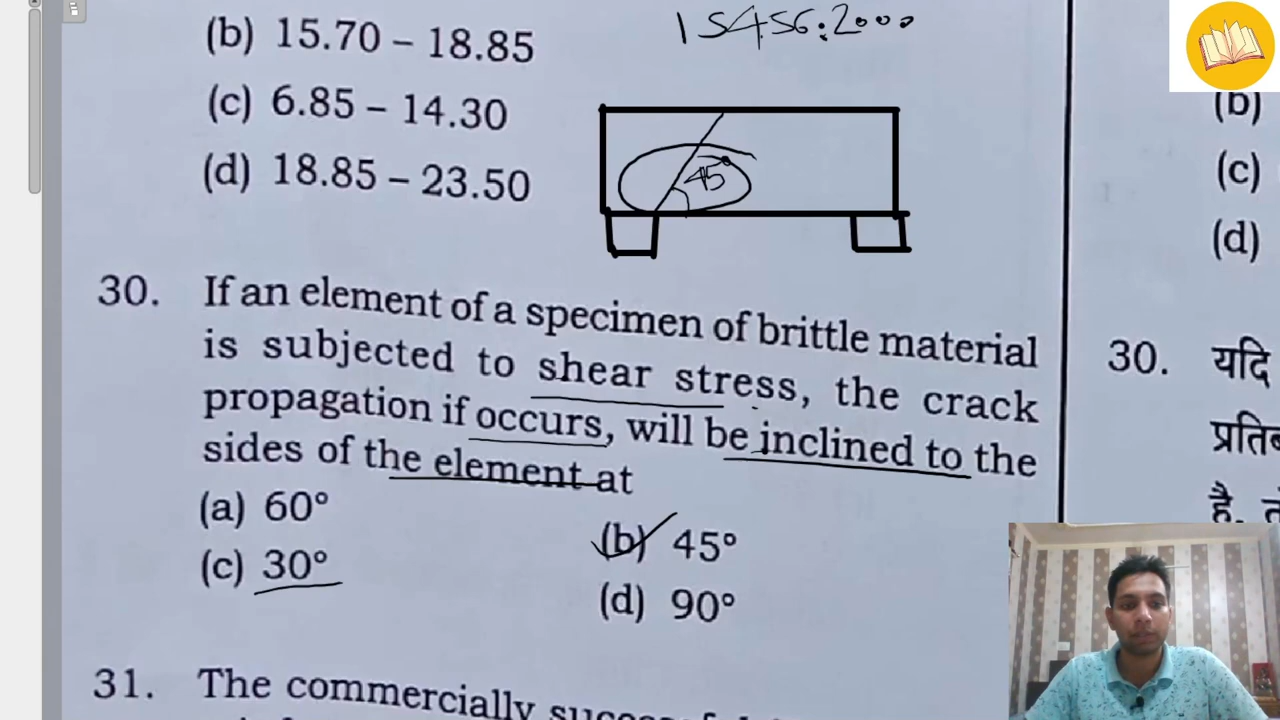 (b) 15.70 – 18.85
(c) 6.85 – 14.30
(d) 18.85 – 23.50
IS456:2000
45°
30. If an element of a specimen of brittle material
is subjected to shear stress, the crack
propagation if occurs, will be inclined to the
sides of the element at
(a) 60°
(b) 45°
(c) 30°
(d) 90°
31. The commercially
(b)
(c)
(d)
30. यदि